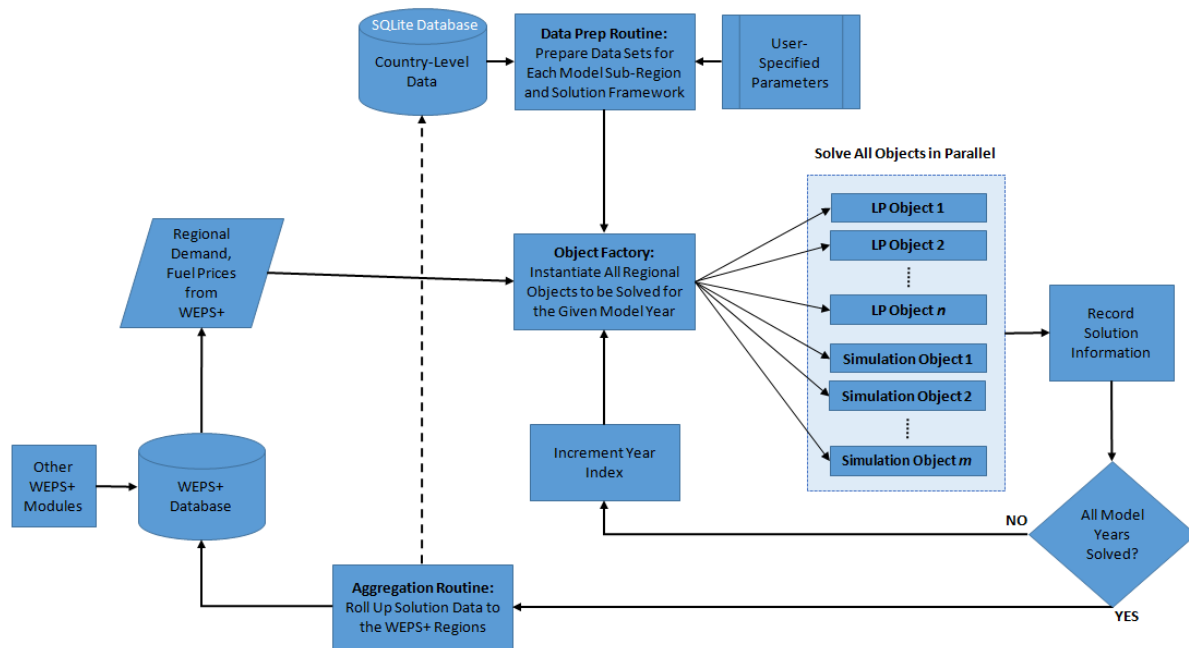 SQLite Database
Country-Level
Data
Data Prep Routine:
Prepare Data Sets for
Each Model Sub-Region
and Solution Framework
User-
Specified
Parameters
Solve All Objects in Parallel
LP Object 1
LP Object 2
LP Object n
Simulation Object 1
Simulation Object 2
Simulation Object m
Regional
Demand,
Fuel Prices
from
WEPS+
Object Factory:
Instantiate All Regional
Objects to be Solved for
the Given Model Year
Record
Solution
Information
Increment Year
Index
Other
WEPS+
Modules
WEPS+
Database
NO
All Model
Years
Solved?
YES
Aggregation Routine:
Roll Up Solution Data to
the WEPS+ Regions